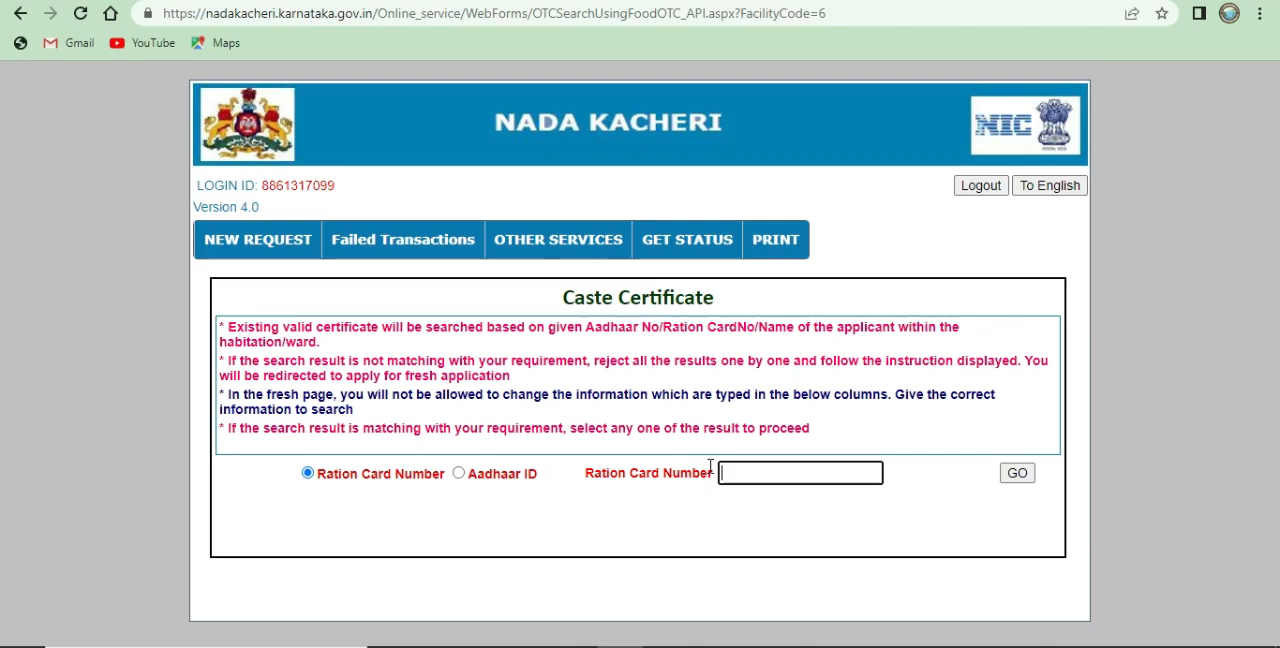 https://nadakacheri.karnataka.gov.in/Online_service/WebForms/OTCSearchUsingFoodOTC_API.aspx?FacilityCode=6
Gmail YouTube Maps
NADA KACHERI
NIC
LOGIN ID: 8861317099
Logout To English
Version 4.0
NEW REQUEST Failed Transactions OTHER SERVICES GET STATUS PRINT
Caste Certificate
* Existing valid certificate will be searched based on given Aadhaar No/Ration CardNo/Name of the applicant within the
habitation/ward.
* If the search result is not matching with your requirement, reject all the results one by one and follow the instruction displayed. You
will be redirected to apply for fresh application
* In the fresh page, you will not be allowed to change the information which are typed in the below columns. Give the correct
information to search
* If the search result is matching with your requirement, select any one of the result to proceed
Ration Card Number Aadhaar ID Ration Card Number GO